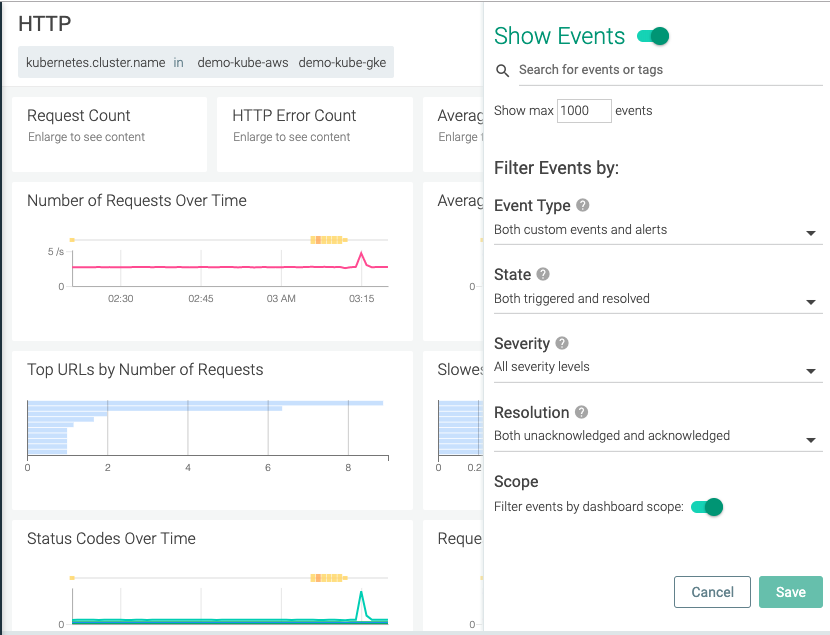 HTTP
kubernetes.cluster.name in demo-kube-aws demo-kube-gke
Request Count
Enlarge to see content
HTTP Error Count
Enlarge to see content
Averag
Enlarge t
Number of Requests Over Time
5 /s
0
02:30 02:45 03 AM 03:15
Averag
0
Top URLs by Number of Requests
0 2 4 6 8
Slowes
0 0.2
Status Codes Over Time
0
Reque
0
Show Events
Search for events or tags
Show max 1000 events
Filter Events by:
Event Type ?
Both custom events and alerts
State ?
Both triggered and resolved
Severity ?
All severity levels
Resolution ?
Both unacknowledged and acknowledged
Scope
Filter events by dashboard scope:
Cancel Save